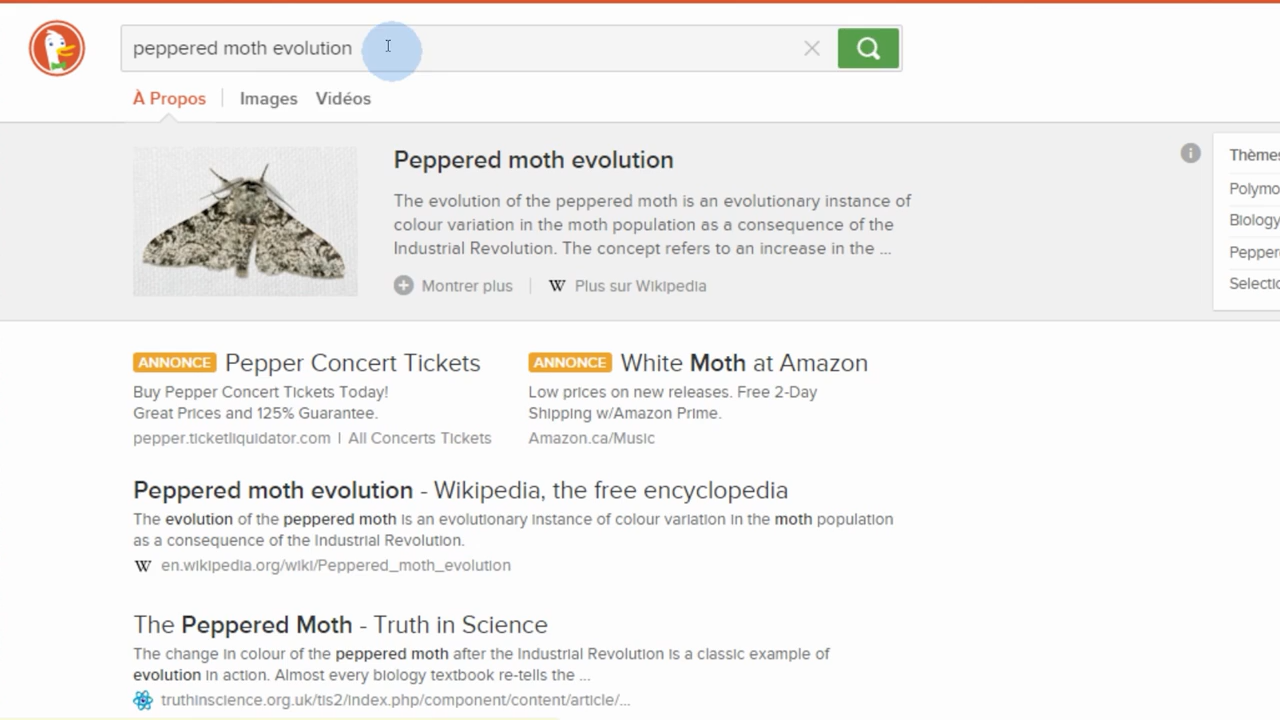 peppered moth evolution
À Propos Images Vidéos
Peppered moth evolution
The evolution of the peppered moth is an evolutionary instance of
colour variation in the moth population as a consequence of the
Industrial Revolution. The concept refers to an increase in the ...
Montrer plus W Plus sur Wikipedia
Thèmes
Polymo
Biology
Pepper
Selectio
ANNONCE Pepper Concert Tickets
Buy Pepper Concert Tickets Today!
Great Prices and 125% Guarantee.
pepper.ticketliquidator.com | All Concerts Tickets
ANNONCE White Moth at Amazon
Low prices on new releases. Free 2-Day
Shipping w/Amazon Prime.
Amazon.ca/Music
Peppered moth evolution - Wikipedia, the free encyclopedia
The evolution of the peppered moth is an evolutionary instance of colour variation in the moth population
as a consequence of the Industrial Revolution.
W en.wikipedia.org/wiki/Peppered_moth_evolution
The Peppered Moth - Truth in Science
The change in colour of the peppered moth after the Industrial Revolution is a classic example of
evolution in action. Almost every biology textbook re-tells the ...
truthinscience.org.uk/tis2/index.php/component/content/article/...